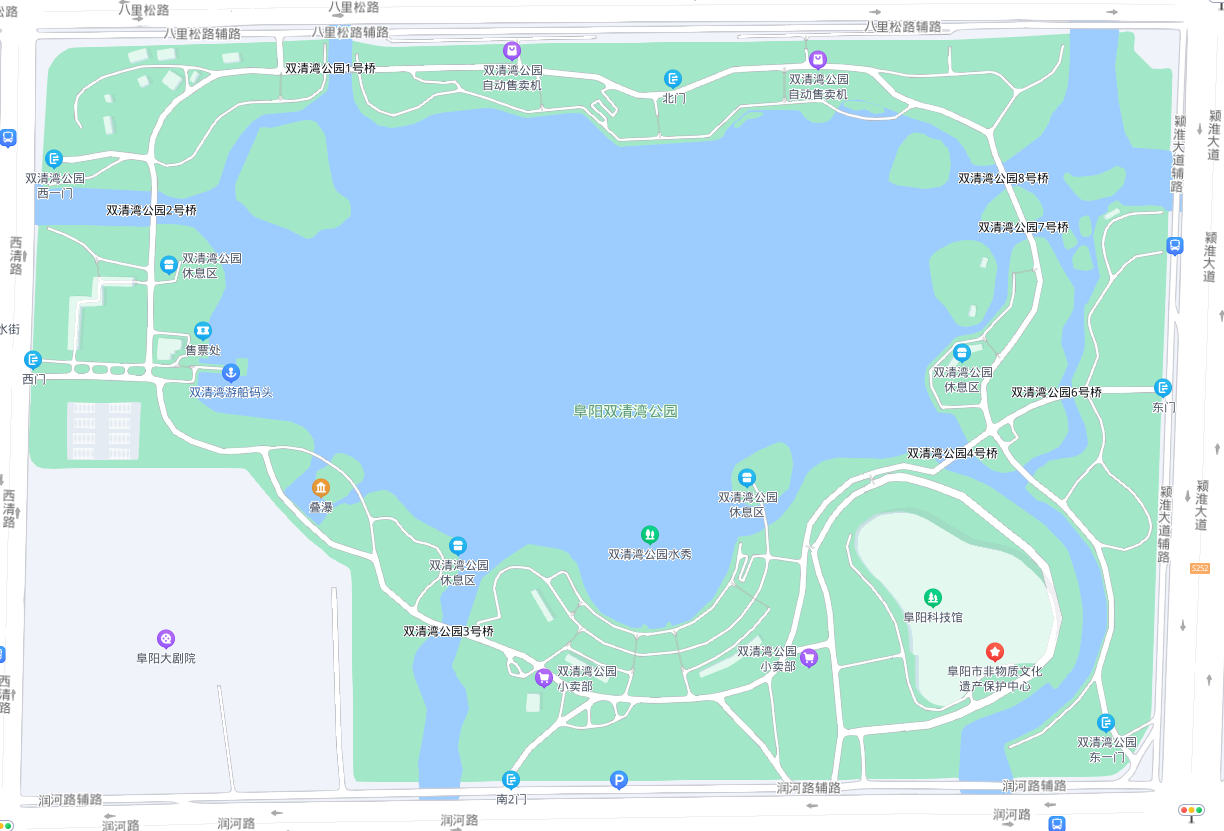 松路
八里松路
八里松路
八里松路辅路
八里松路辅路
八里松路辅路
双清湾公园1号桥
双清湾公园
自动售卖机
北门
双清湾公园
自动售卖机
颍淮大道辅路
颍淮大道
双清湾公园
西一门
双清湾公园2号桥
双清湾公园8号桥
双清湾公园7号桥
西清路
双清湾公园
休息区
颍淮大道
水街
售票处
西门
双清湾游船码头
双清湾公园
休息区
双清湾公园6号桥
东门
阜阳双清湾公园
双清湾公园4号桥
西清路
叠瀑
双清湾公园
休息区
颍淮大道辅路
颍淮大道
双清湾公园水秀
双清湾公园
休息区
S252
阜阳科技馆
双清湾公园3号桥
阜阳大剧院
双清湾公园
小卖部
双清湾公园
小卖部
阜阳市非物质文化
遗产保护中心
西清路
双清湾公园
东一门
P
南2门
润河路辅路
润河路辅路
润河路辅路
润河路
润河路
润河路
润河路